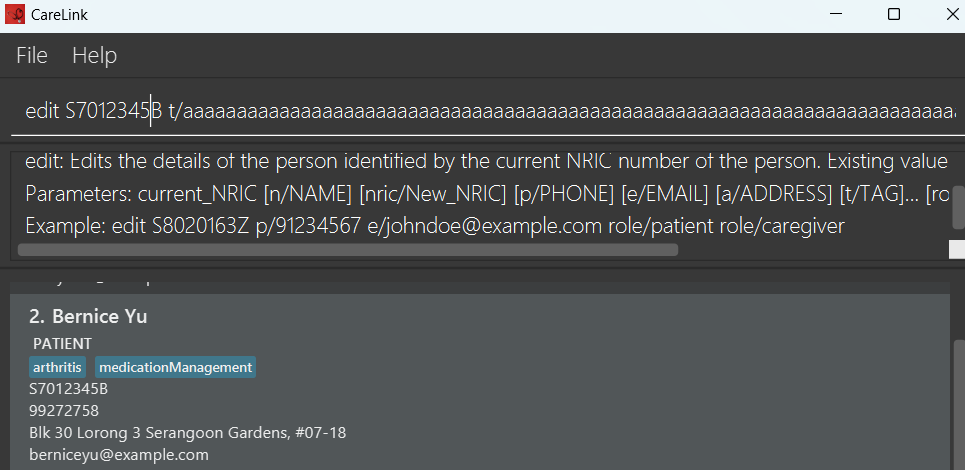 CareLink
File Help
edit S7012345B t/aaaaaaaaaaaaaaaaaaaaaaaaaaaaaaaaaaaaaaaaaaaaaaaaaaaaaaaaaaaaaaaaaaaaaaa
edit: Edits the details of the person identified by the current NRIC number of the person. Existing value
Parameters: current_NRIC [n/NAME] [nric/New_NRIC] [p/PHONE] [e/EMAIL] [a/ADDRESS] [t/TAG]... [ro
Example: edit S8020163Z p/91234567 e/johndoe@example.com role/patient role/caregiver
2. Bernice Yu
PATIENT
arthritis medicationManagement
S7012345B
99272758
Blk 30 Lorong 3 Serangoon Gardens, #07-18
berniceyu@example.com